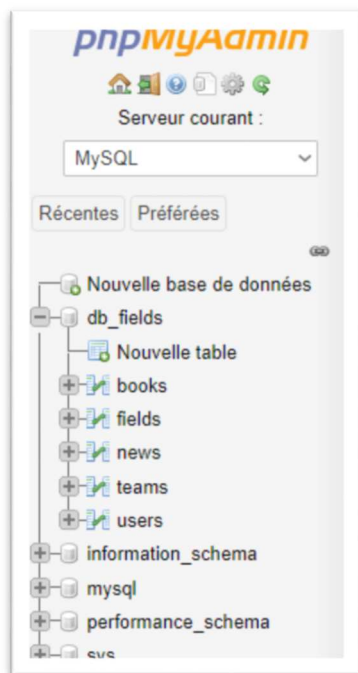 phpMyAdmin
Serveur courant :
MySQL
Récentes Préférées
Nouvelle base de données
db_fields
Nouvelle table
books
fields
news
teams
users
information_schema
mysql
performance_schema
sys